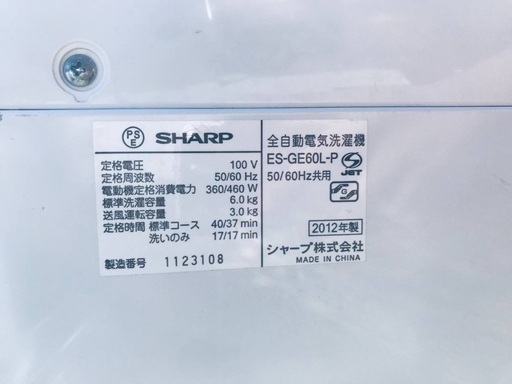 PS
E
SHARP
定格電圧 100 V
定格周波数 50/60 Hz
電動機定格消費電力 360/460 W
標準洗濯容量 6.0 kg
送風運転容量 3.0 kg
定格時間 標準コース 40/37 min
洗いのみ 17/17 min
製造番号 1123108
全自動電気洗濯機
ES-GE60L-P
JET
50/60Hz共用
2012年製
シャープ株式会社
MADE IN CHINA